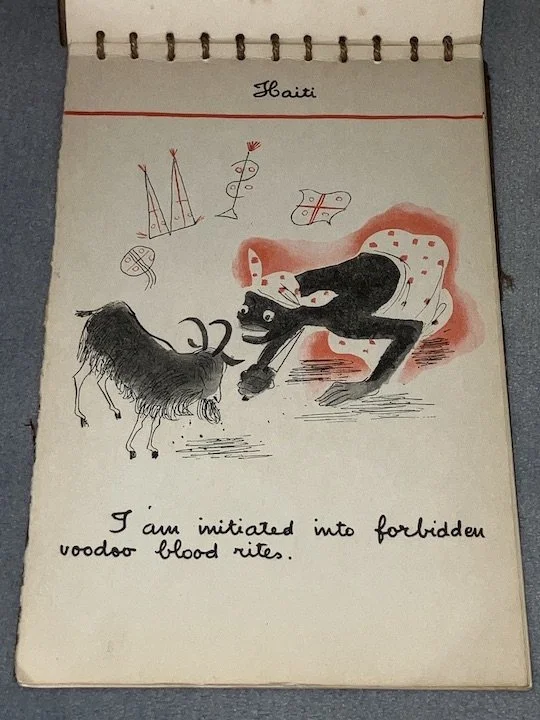 Haiti
I am initiated into forbidden
voodoo blood rites.